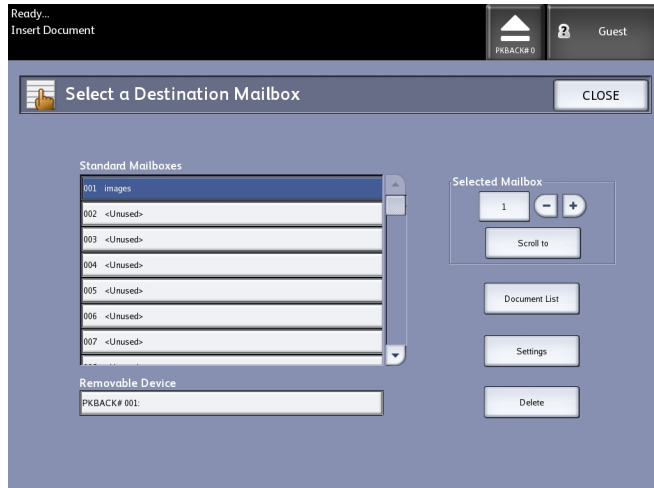 Ready...
Insert Document
PKBACK# 0
Guest
Select a Destination Mailbox
CLOSE
Standard Mailboxes
001 images
002 <Unused>
003 <Unused>
004 <Unused>
005 <Unused>
006 <Unused>
007 <Unused>
Removable Device
PKBACK# 001:
Selected Mailbox
1
- +
Scroll to
Document List
Settings
Delete